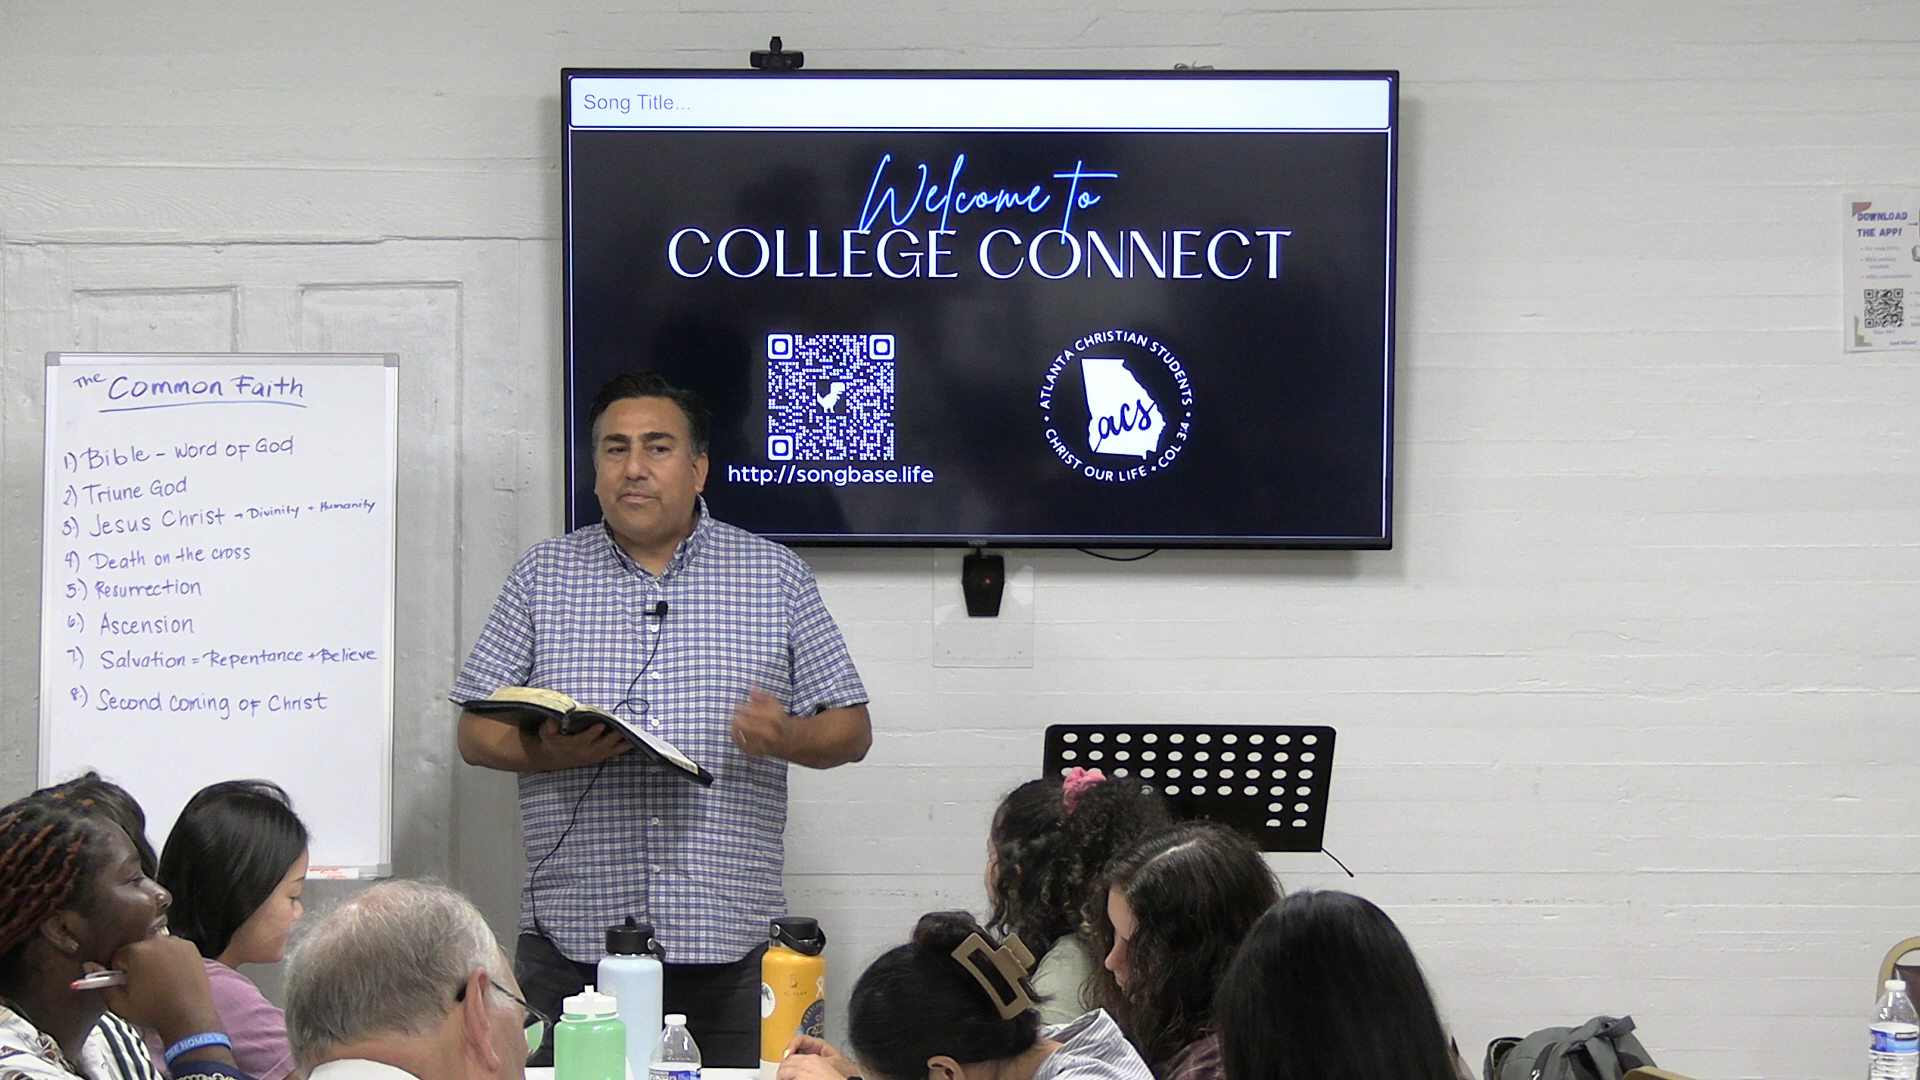 Song Title...
Welcome to
COLLEGE CONNECT
http://songbase.life
• ATLANTA CHRISTIAN STUDENTS •
CHRIST OUR LIFE • COL 3:4
acs
The Common Faith
1) Bible - Word of God
2) Triune God
3.) Jesus Christ → Divinity + Humanity
4) Death on the cross
5.) Resurrection
6.) Ascension
7.) Salvation = Repentance + Believe
8.) Second Coming of Christ
DOWNLOAD
THE APP!